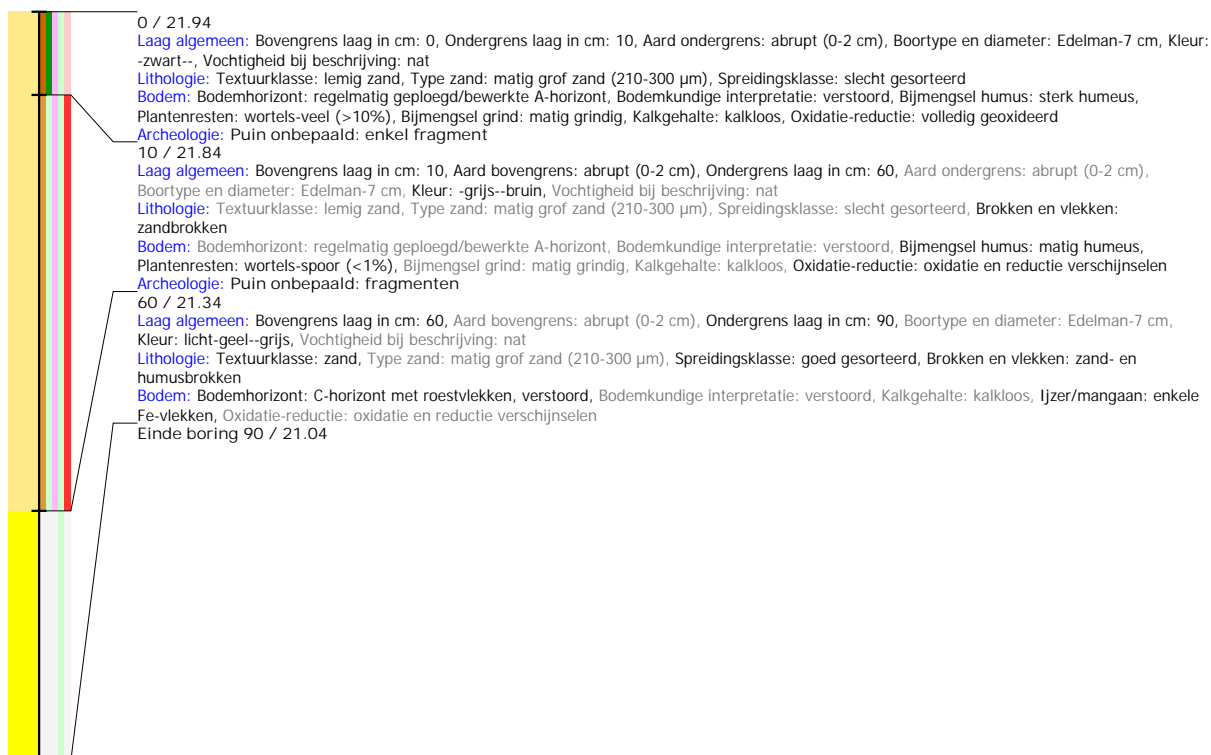 0 / 21.94
Laag algemeen: Bovengrens laag in cm: 0, Ondergrens laag in cm: 10, Aard ondergrens: abrupt (0-2 cm), Boortype en diameter: Edelman-7 cm, Kleur:
-zwart--, Vochtigheid bij beschrijving: nat
Lithologie: Textuurklasse: lemig zand, Type zand: matig grof zand (210-300 µm), Spreidingsklasse: slecht gesorteerd
Bodem: Bodemhorizont: regelmatig geploegd/bewerkte A-horizont, Bodemkundige interpretatie: verstoord, Bijmengsel humus: sterk humeus,
Plantenresten: wortels-veel (>10%), Bijmengsel grind: matig grindig, Kalkgehalte: kalkloos, Oxidatie-reductie: volledig geoxideerd
Archeologie: Puin onbepaald: enkel fragment
10 / 21.84
Laag algemeen: Bovengrens laag in cm: 10, Aard bovengrens: abrupt (0-2 cm), Ondergrens laag in cm: 60, Aard ondergrens: abrupt (0-2 cm),
Boortype en diameter: Edelman-7 cm, Kleur: -grijs--bruin, Vochtigheid bij beschrijving: nat
Lithologie: Textuurklasse: lemig zand, Type zand: matig grof zand (210-300 µm), Spreidingsklasse: slecht gesorteerd, Brokken en vlekken:
zandbrokken
Bodem: Bodemhorizont: regelmatig geploegd/bewerkte A-horizont, Bodemkundige interpretatie: verstoord, Bijmengsel humus: matig humeus,
Plantenresten: wortels-spoor (<1%), Bijmengsel grind: matig grindig, Kalkgehalte: kalkloos, Oxidatie-reductie: oxidatie en reductie verschijnselen
Archeologie: Puin onbepaald: fragmenten
60 / 21.34
Laag algemeen: Bovengrens laag in cm: 60, Aard bovengrens: abrupt (0-2 cm), Ondergrens laag in cm: 90, Boortype en diameter: Edelman-7 cm,
Kleur: licht-geel--grijs, Vochtigheid bij beschrijving: nat
Lithologie: Textuurklasse: zand, Type zand: matig grof zand (210-300 µm), Spreidingsklasse: goed gesorteerd, Brokken en vlekken: zand- en
humusbrokken
Bodem: Bodemhorizont: C-horizont met roestvlekken, verstoord, Bodemkundige interpretatie: verstoord, Kalkgehalte: kalkloos, Ijzer/mangaan: enkele
Fe-vlekken, Oxidatie-reductie: oxidatie en reductie verschijnselen
Einde boring 90 / 21.04